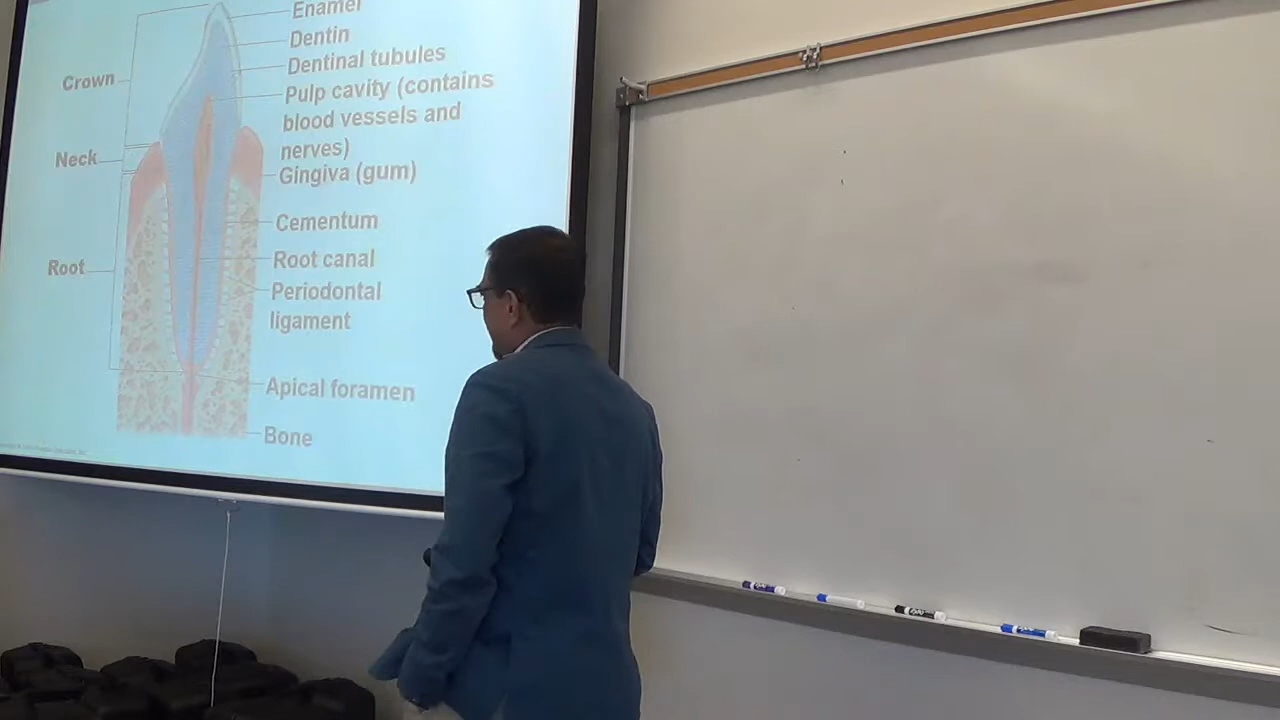 Enamel
Dentin
Dentinal tubules
Crown
Pulp cavity (contains
blood vessels and
nerves)
Neck
Gingiva (gum)
Cementum
Root
Root canal
Periodontal
ligament
Apical foramen
Bone